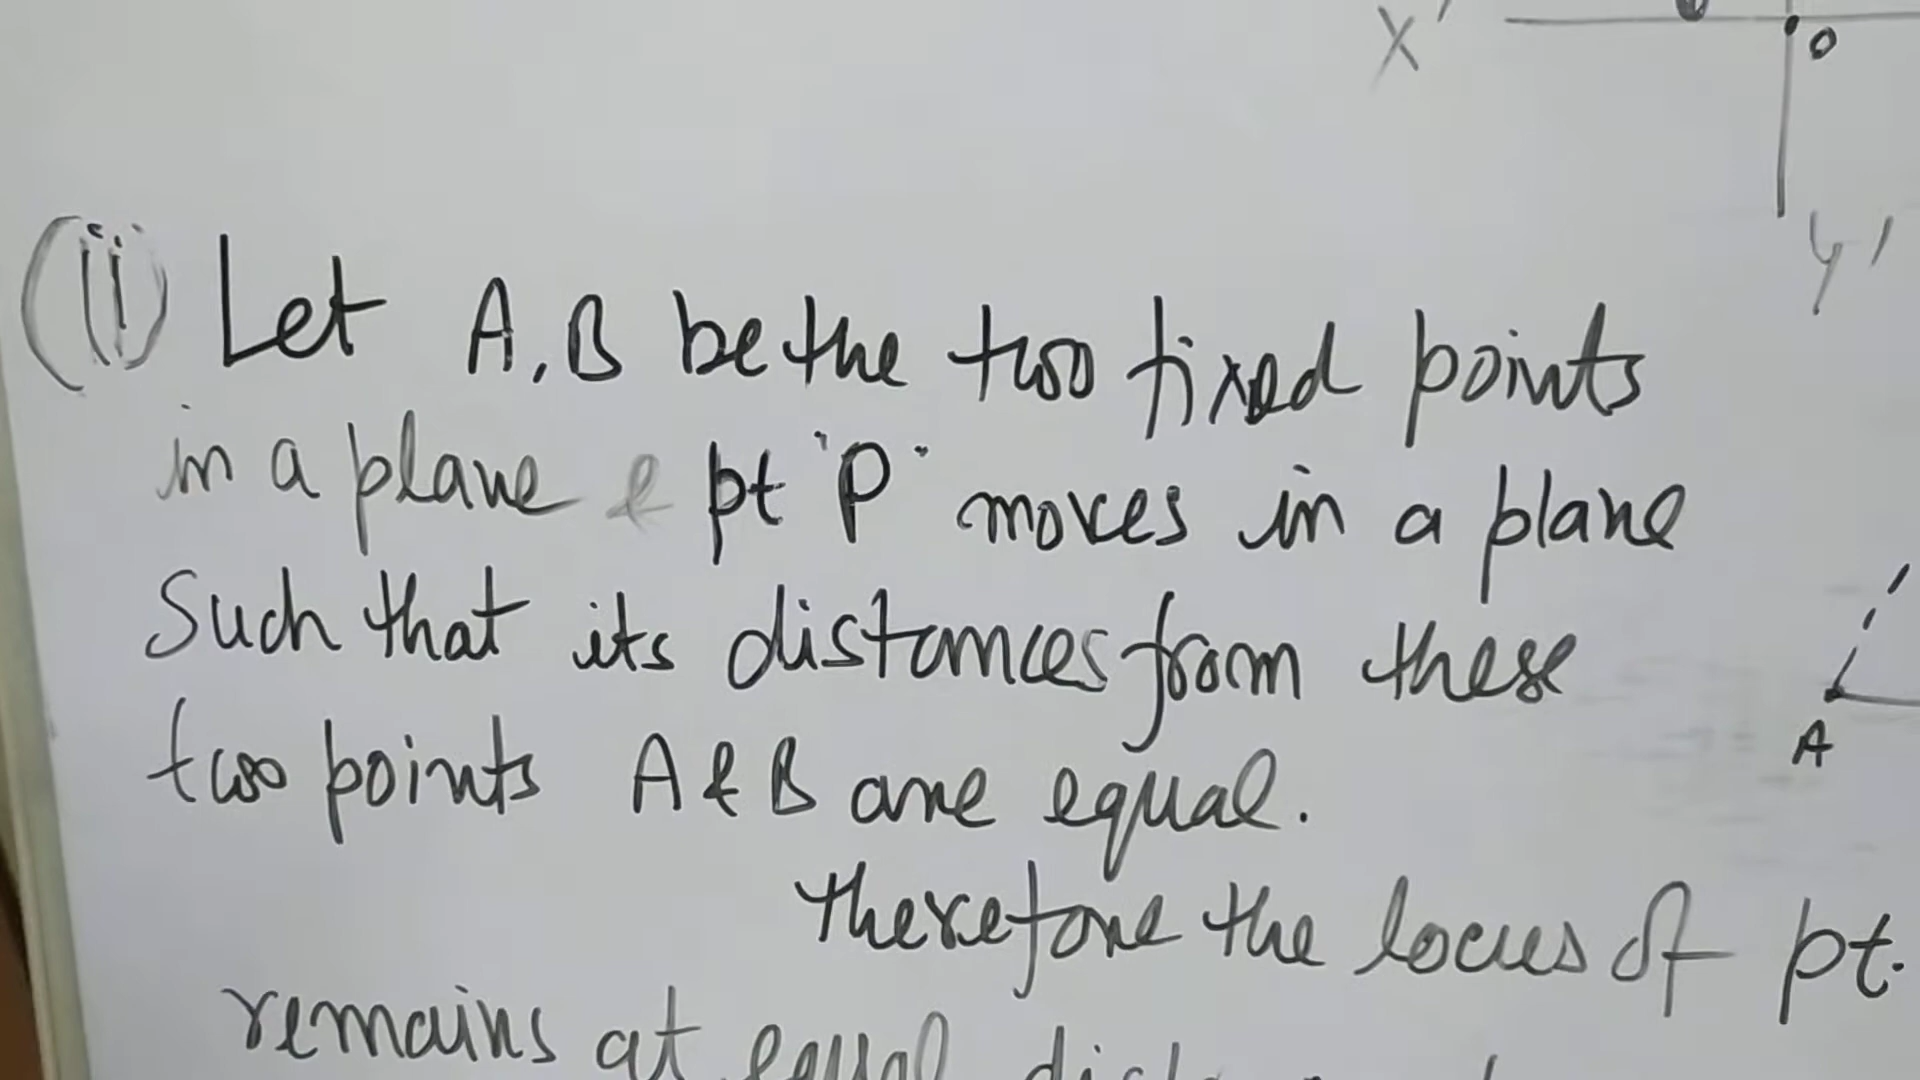 X'
O
Y'
(ii) Let A, B be the two fixed points
in a plane & pt "P" moves in a plane
Such that its distances from these
two points A & B are equal.
A
therefore the locus of pt.
remains at equal